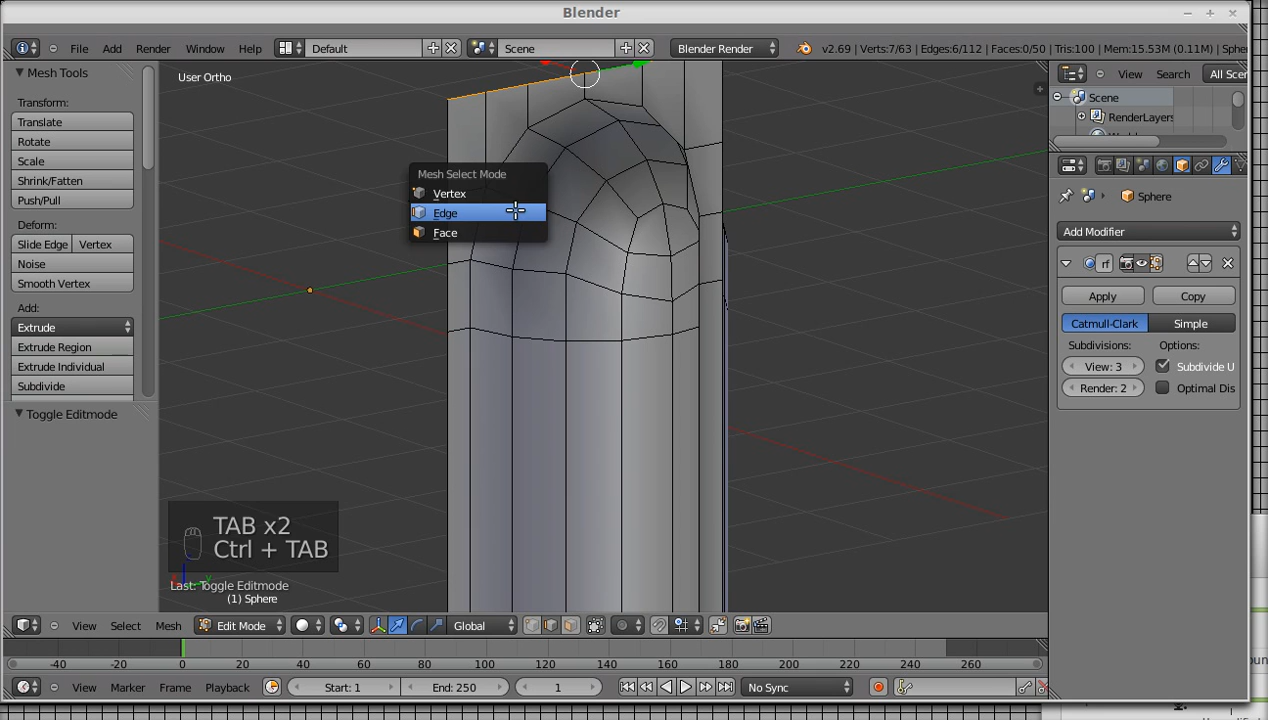 Blender
File Add Render Window Help Default Scene Blender Render v2.69 | Verts:7/63 | Edges:6/112 | Faces:0/50 | Tris:100 | Mem:15.53M (0.11M) | Spher
Mesh Tools
Transform:
Translate
Rotate
Scale
Shrink/Fatten
Push/Pull
Deform:
Slide Edge Vertex
Noise
Smooth Vertex
Add:
Extrude
Extrude Region
Extrude Individual
Subdivide
Toggle Editmode
User Ortho
Mesh Select Mode
Vertex
Edge
Face
TAB x2
Ctrl + TAB
Last: Toggle Editmode
(1) Sphere
View Search All Scen
Scene
RenderLayers
Sphere
Add Modifier
rf
Apply Copy
Catmull-Clark Simple
Subdivisions: Options:
View: 3 Subdivide U
Render: 2 Optimal Dis
View Select Mesh Edit Mode Global
-40 -20 0 20 40 60 80 100 120 140 160 180 200 220 240 260
View Marker Frame Playback Start: 1 End: 250 1 No Sync